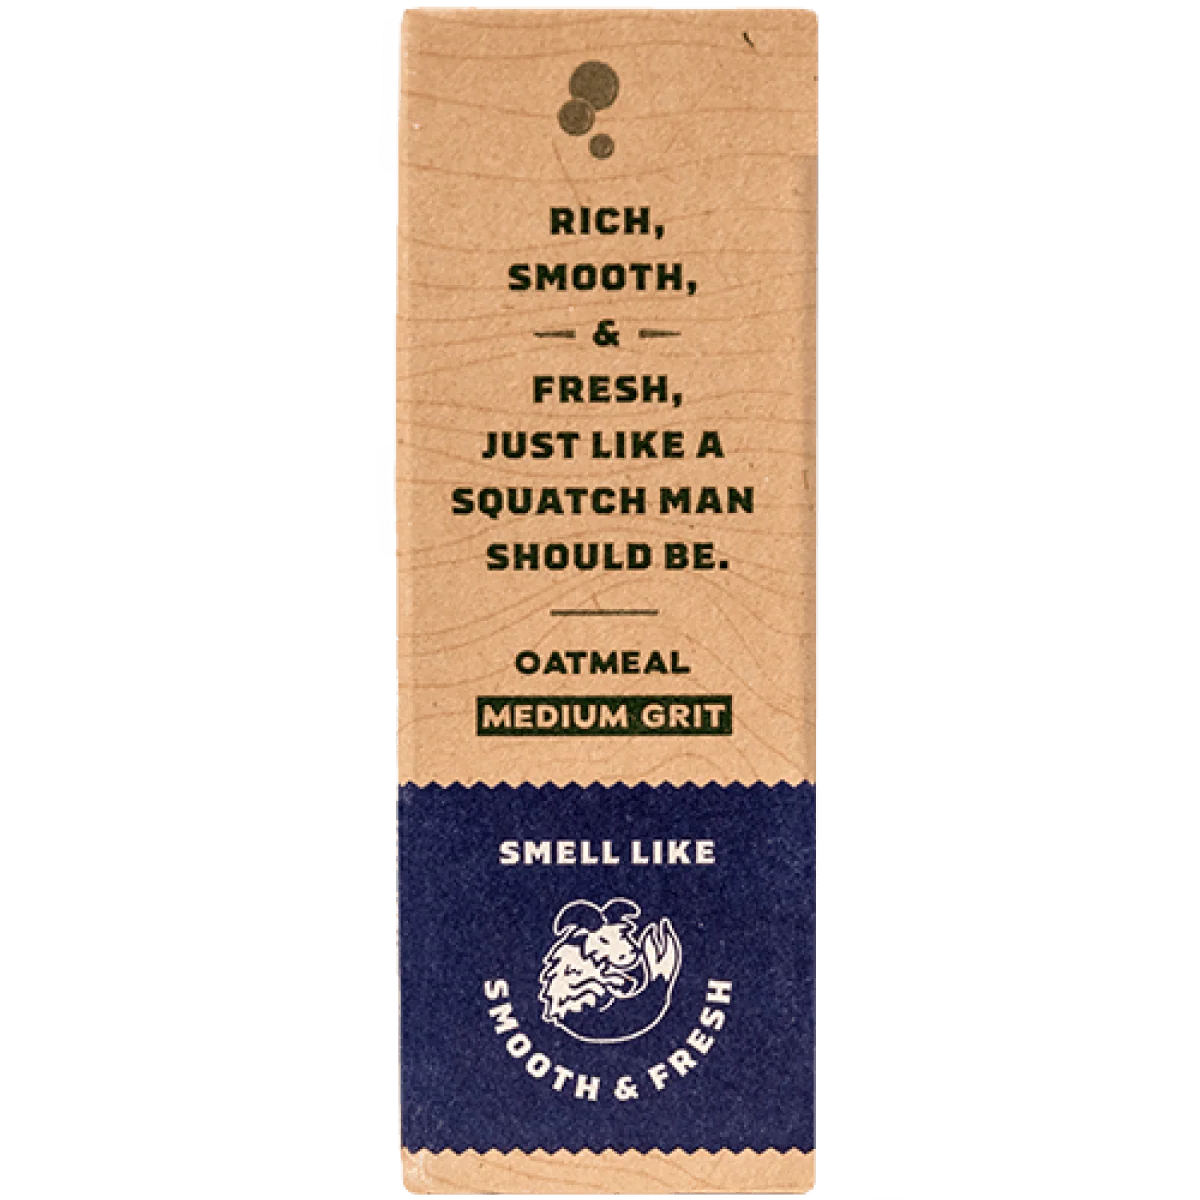 RICH,
SMOOTH,
&
FRESH,
JUST LIKE A
SQUATCH MAN
SHOULD BE.
OATMEAL
MEDIUM GRIT
SMELL LIKE
SMOOTH & FRESH